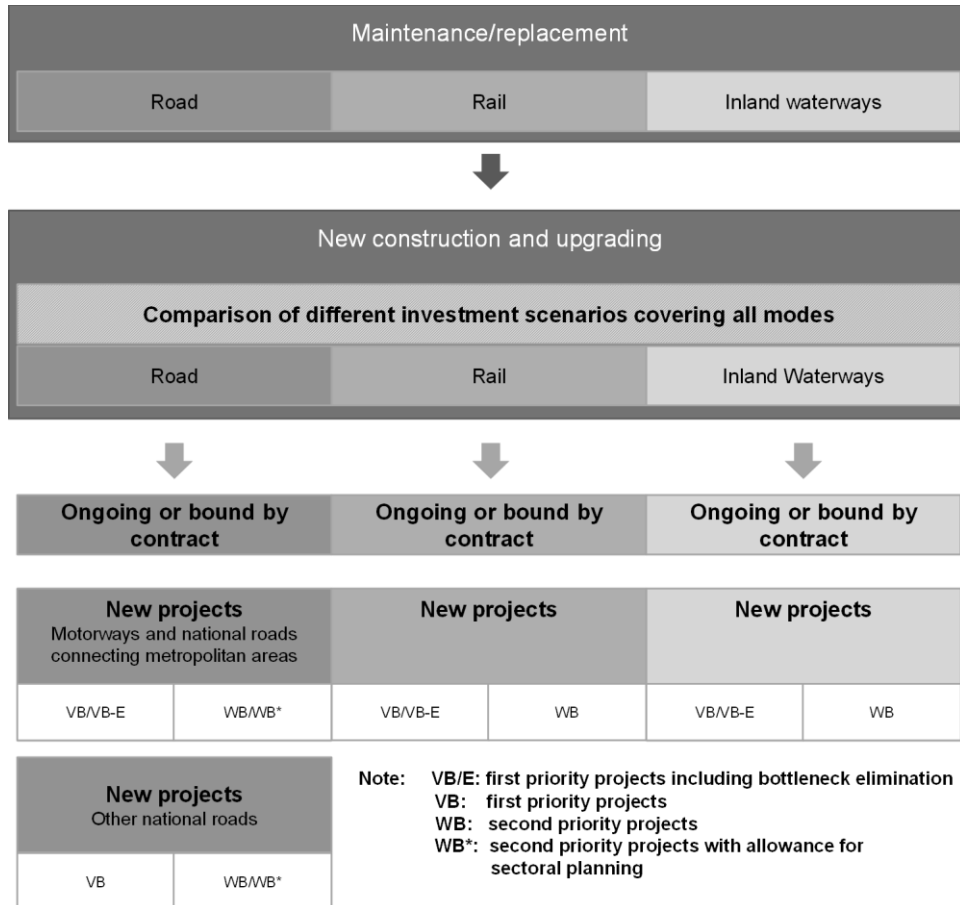 Maintenance/replacement
Road
Rail
Inland waterways
New construction and upgrading
Comparison of different investment scenarios covering all modes
Road
Rail
Inland Waterways
Ongoing or bound by
contract
Ongoing or bound by
contract
Ongoing or bound by
contract
New projects
Motorways and national roads
connecting metropolitan areas
New projects
New projects
VB/VB-E
WB/WB*
VB/VB-E
WB
VB/VB-E
WB
New projects
Other national roads
VB
WB/WB*
Note: VB/E: first priority projects including bottleneck elimination
VB: first priority projects
WB: second priority projects
WB*: second priority projects with allowance for
sectoral planning